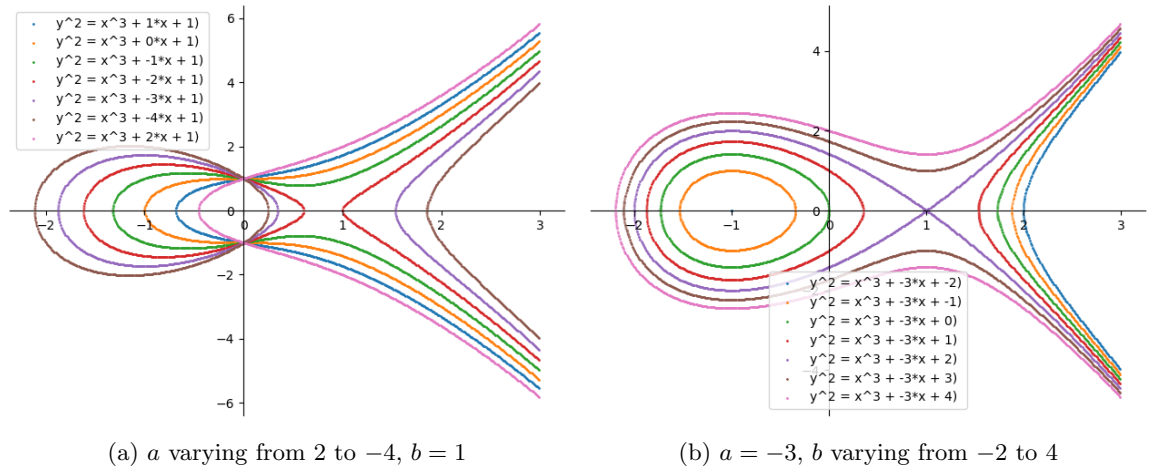 y^2 = x^3 + 1*x + 1)
y^2 = x^3 + 0*x + 1)
y^2 = x^3 + -1*x + 1)
y^2 = x^3 + -2*x + 1)
y^2 = x^3 + -3*x + 1)
y^2 = x^3 + -4*x + 1)
y^2 = x^3 + 2*x + 1)
6
4
2
0
−2
−4
−6
−2 −1 0 1 2 3
y^2 = x^3 + -3*x + -2)
y^2 = x^3 + -3*x + -1)
y^2 = x^3 + -3*x + 0)
y^2 = x^3 + -3*x + 1)
y^2 = x^3 + -3*x + 2)
y^2 = x^3 + -3*x + 3)
y^2 = x^3 + -3*x + 4)
4
2
0
−4
−2 −1 0 1 2 3
(a) a varying from 2 to −4, b = 1
(b) a = −3, b varying from −2 to 4